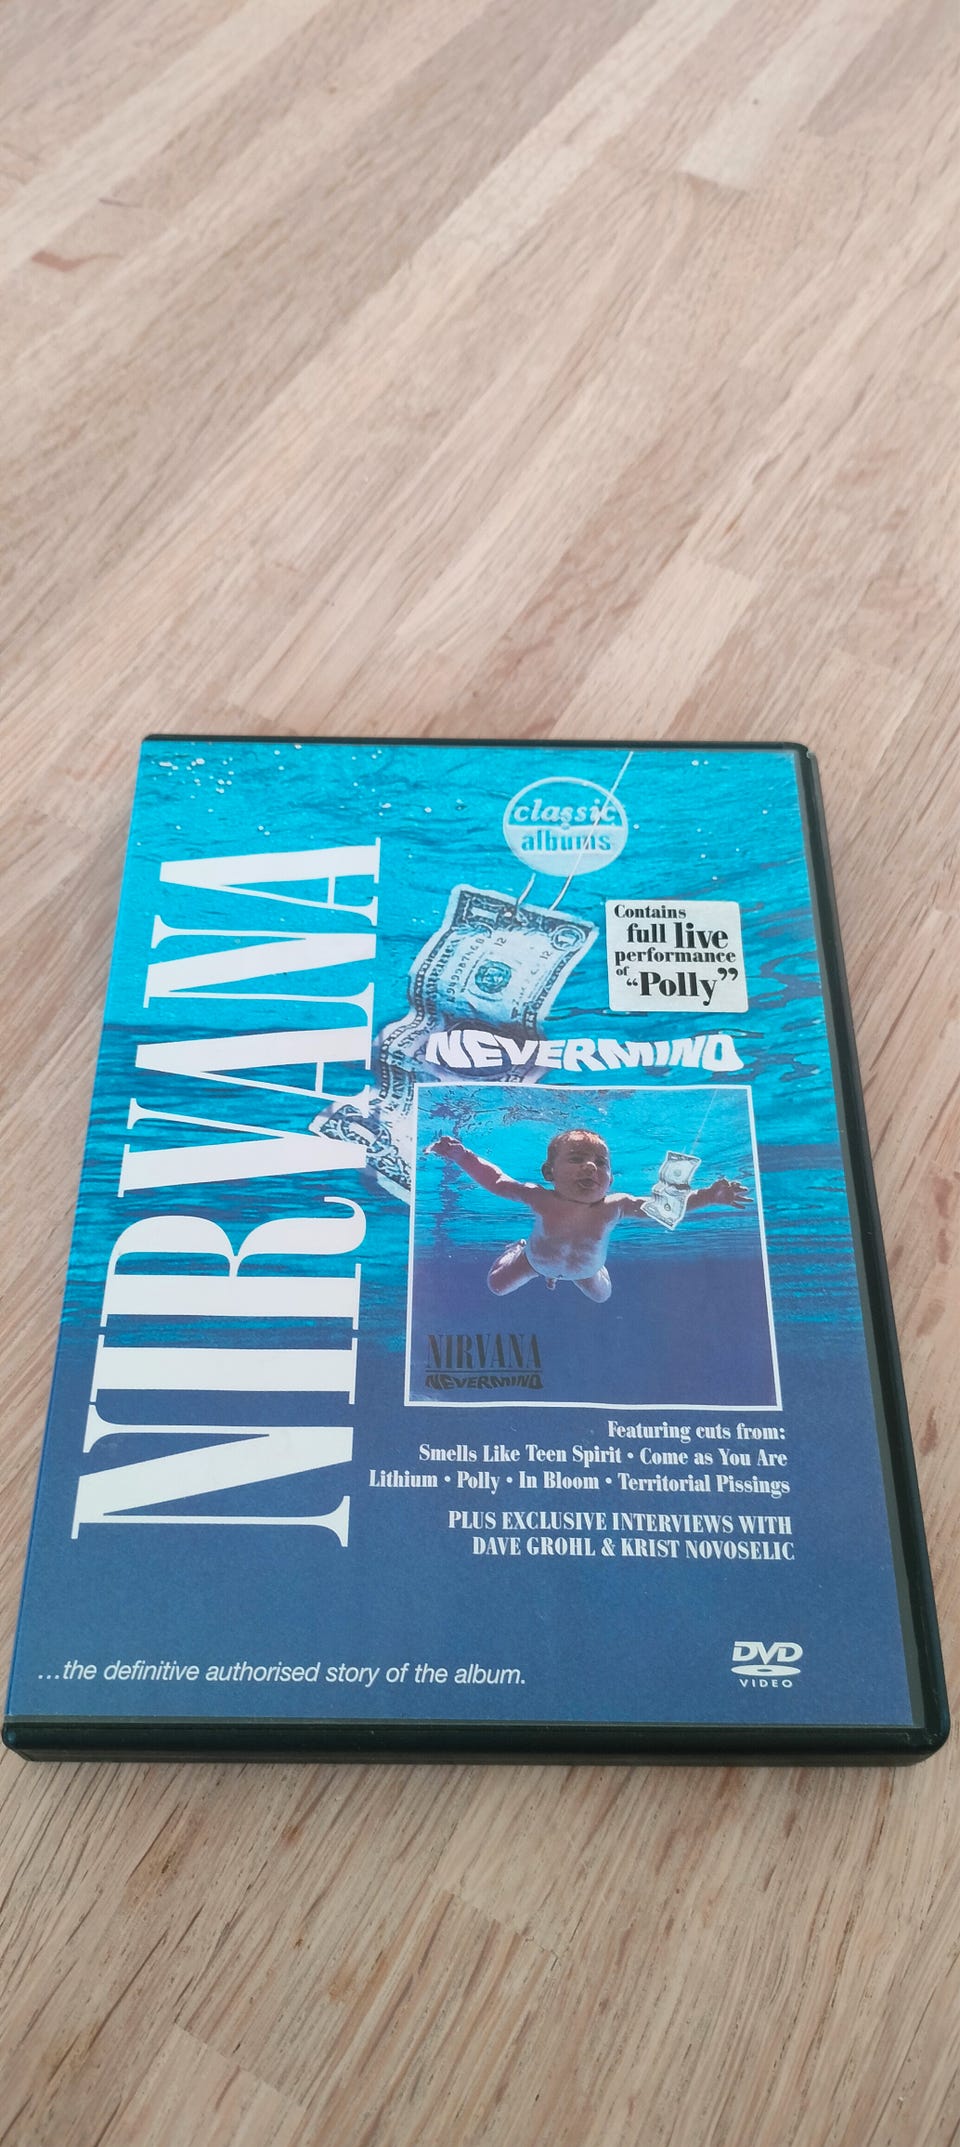 classic
albums
NIRVANA
Contains
full live
performance
of "Polly"
NEVERMIND
NIRVANA
NEVERMIND
Featuring cuts from:
Smells Like Teen Spirit • Come as You Are
Lithium • Polly • In Bloom • Territorial Pissings
PLUS EXCLUSIVE INTERVIEWS WITH
DAVE GROHL & KRIST NOVOSELIC
...the definitive authorised story of the album.
DVD
VIDEO